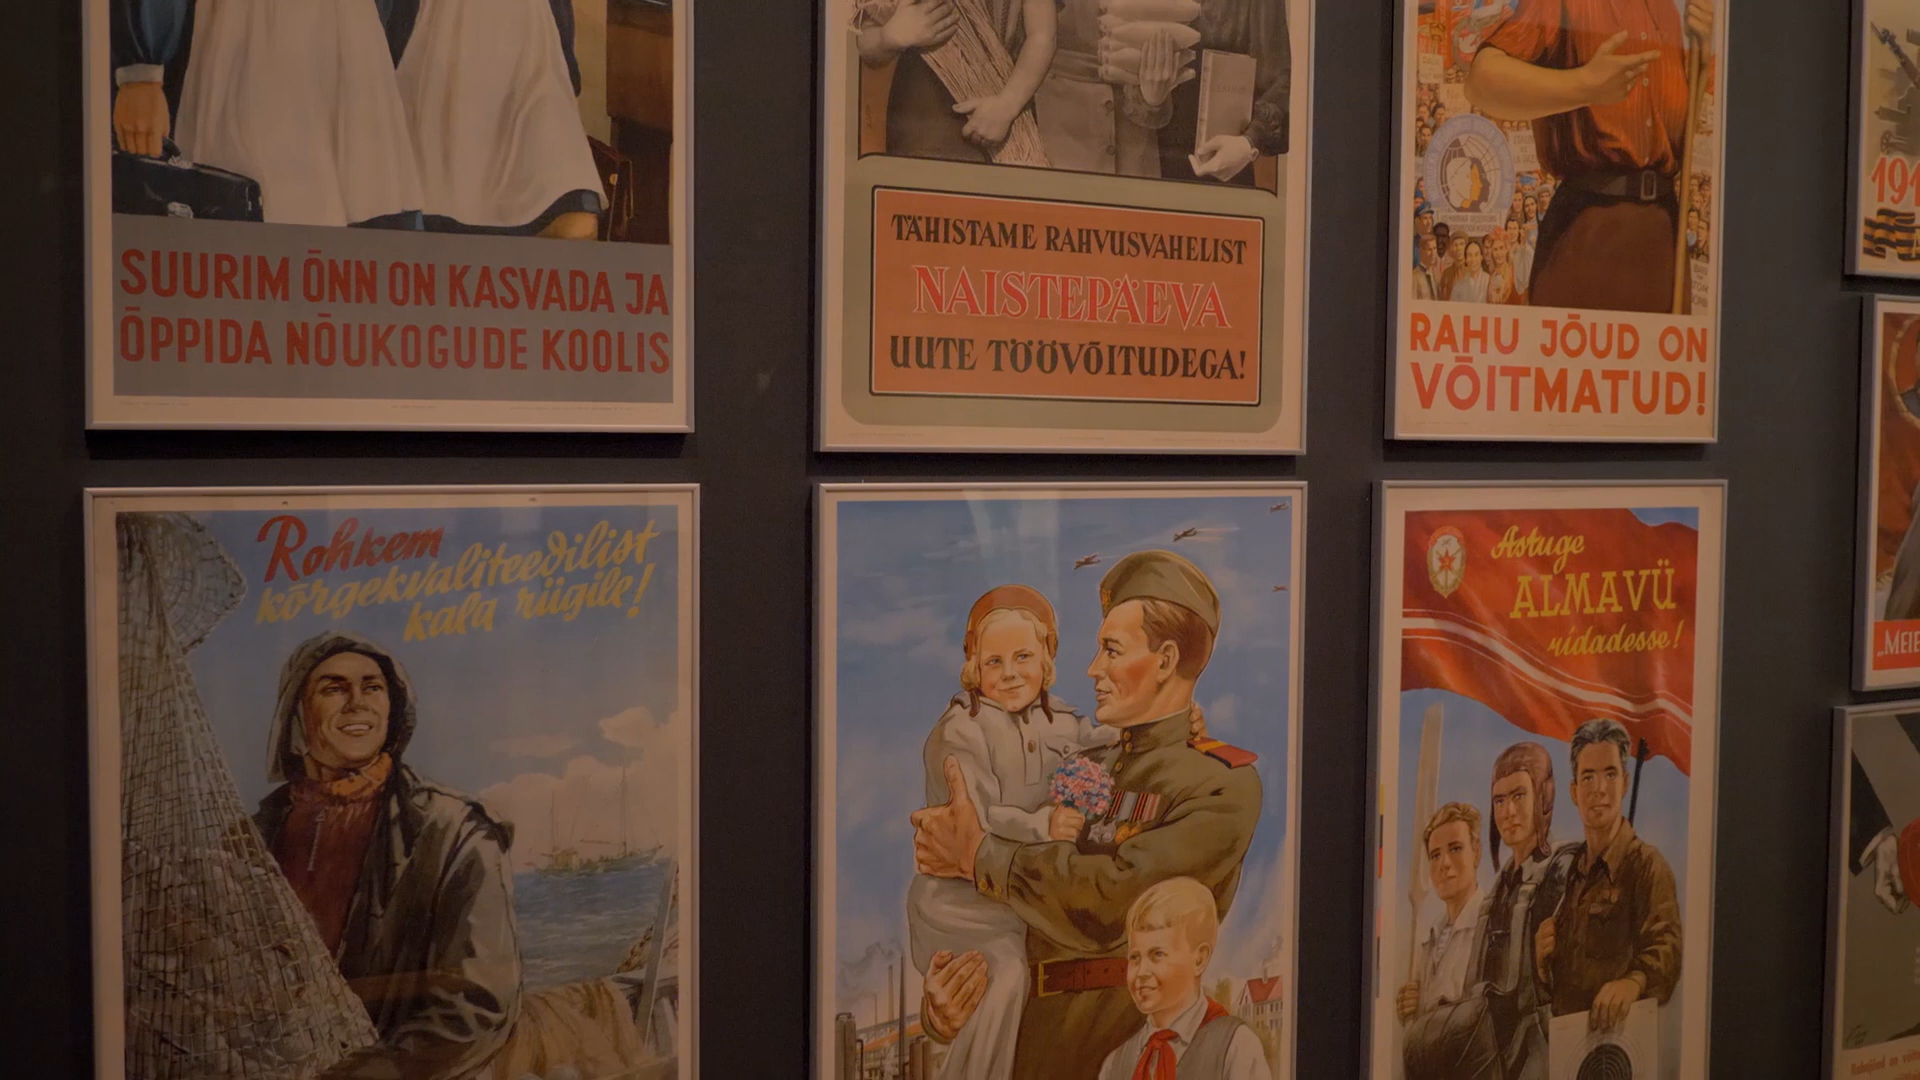 SUURIM ÕNN ON KASVADA JA
ÕPPIDA NÕUKOGUDE KOOLIS
TÄHISTAME RAHVUSVAHELIST
NAISTEPÄEVA
UUTE TÖÖVÕITUDEGA!
RAHU JÕUD ON
VÕITMATUD!
Rohkem
kõrgekvaliteedilist
kala riigile!
Astuge
ALMAVÜ
ridadesse!
191
„MEIE